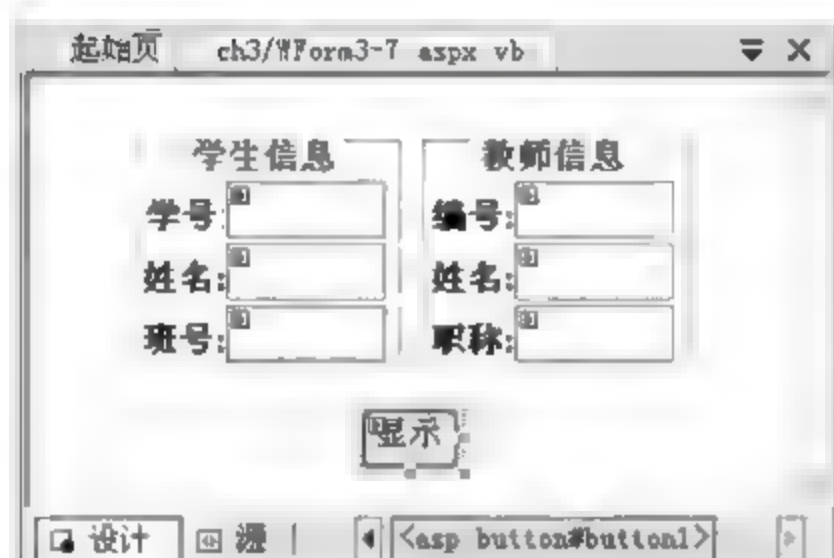 起始页 ch3/WForm3-7 aspx vb
学生信息 教师信息
学号: 编号:
姓名: 姓名:
班号: 职称:
显示
设计 源 <asp button#button1>